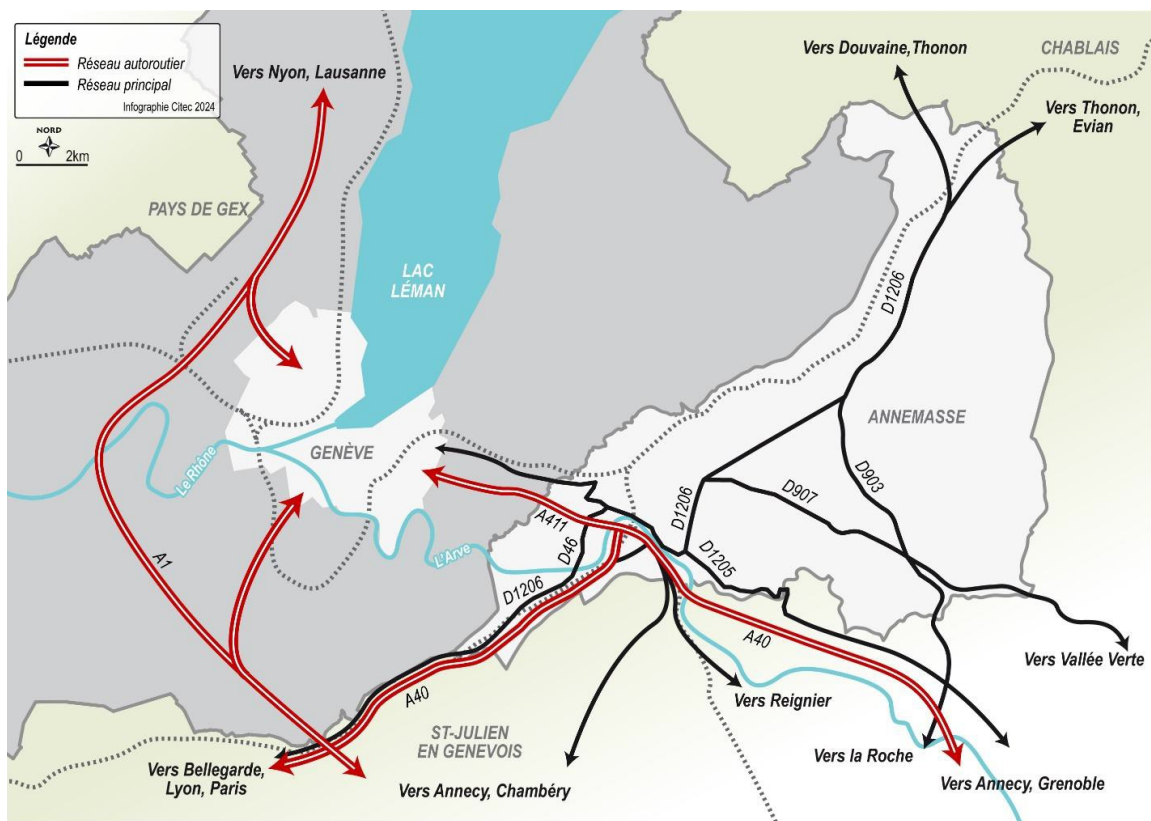 Légende
Réseau autoroutier
Réseau principal
Infographie Citec 2024
NORD
0 2km
Vers Nyon, Lausanne
Vers Douvaine,Thonon
CHABLAIS
Vers Thonon,
Evian
PAYS DE GEX
LAC
LÉMAN
D1206
ANNEMASSE
GENÈVE
Le Rhône
D903
D907
D1206
A411
D46
L'Arve
D1205
A1
D1206
A40
A40
Vers Vallée Verte
Vers Reignier
ST-JULIEN
EN GENEVOIS
Vers la Roche
Vers Bellegarde,
Lyon, Paris
Vers Annecy, Chambéry
Vers Annecy, Grenoble